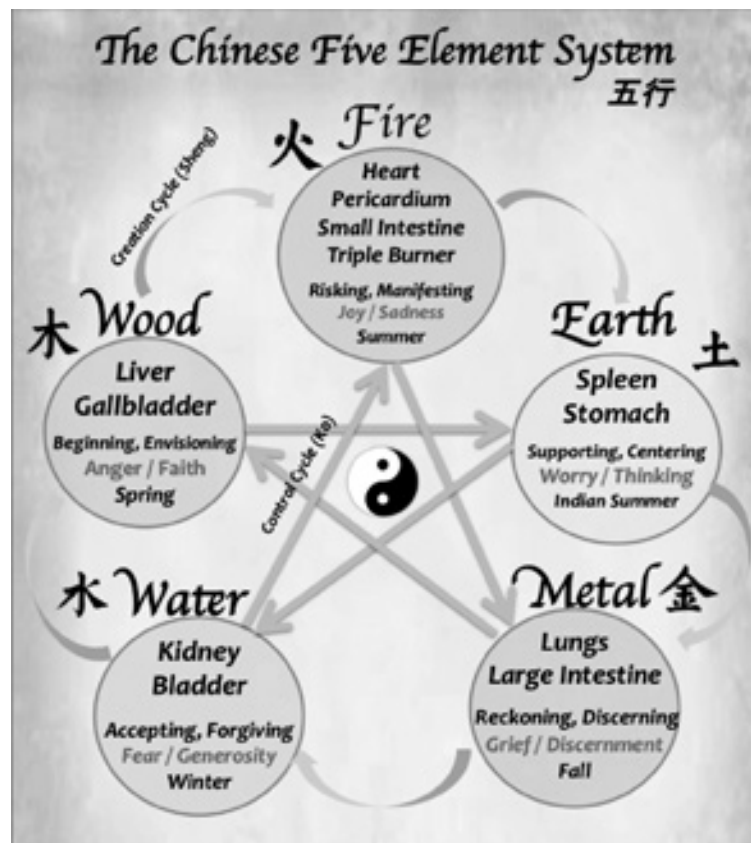 The Chinese Five Element System
五行
火 Fire
Heart
Pericardium
Small Intestine
Triple Burner
Risking, Manifesting
Joy / Sadness
Summer
Creation Cycle (Sheng)
木 Wood
Liver
Gallbladder
Beginning, Envisioning
Anger / Faith
Spring
Earth 土
Spleen
Stomach
Supporting, Centering
Worry / Thinking
Indian Summer
Control Cycle (Ko)
水 Water
Kidney
Bladder
Accepting, Forgiving
Fear / Generosity
Winter
Metal 金
Lungs
Large Intestine
Reckoning, Discerning
Grief / Discernment
Fall